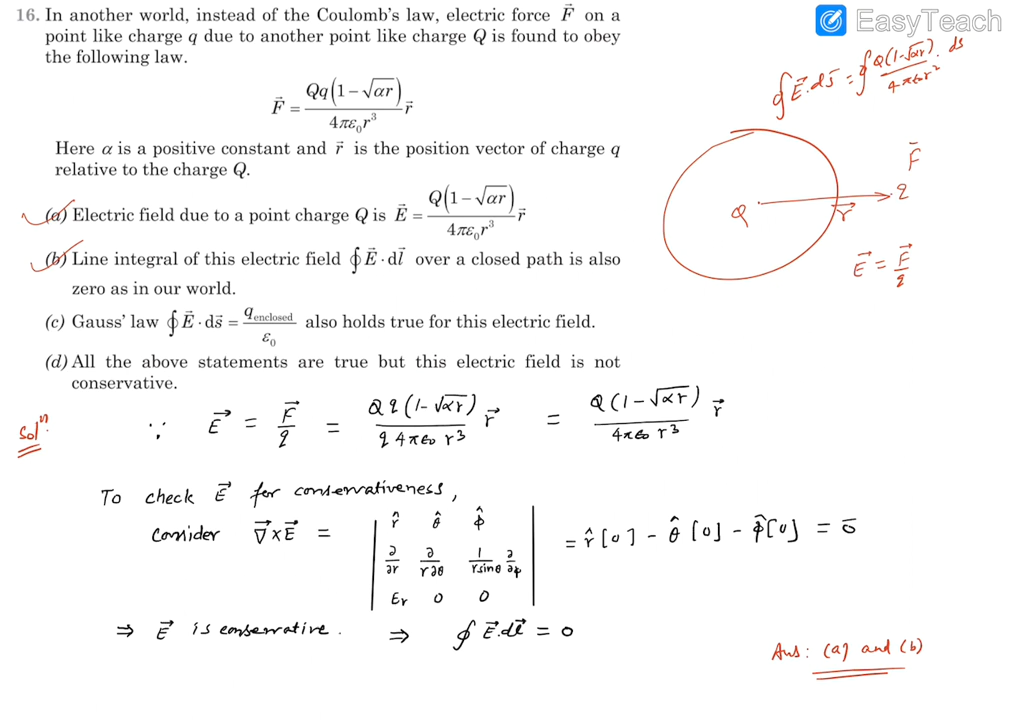 16. In another world, instead of the Coulomb's law, electric force F⃗ on a
point like charge q due to another point like charge Q is found to obey
the following law.
F⃗ = Qq(1−√αr) / 4πε₀r³ r⃗
Here α is a positive constant and r⃗ is the position vector of charge q
relative to the charge Q.
(a) Electric field due to a point charge Q is E⃗ = Q(1−√αr) / 4πε₀r³ r⃗
(b) Line integral of this electric field ∮E⃗·dl⃗ over a closed path is also
zero as in our world.
(c) Gauss' law ∮E⃗·ds⃗ = q_enclosed / ε₀ also holds true for this electric field.
(d) All the above statements are true but this electric field is not
conservative.
EasyTeach
∮E⃗.ds⃗ = ∮ Q(1-√αr) / 4πε₀r² . ds
F⃗
Q
q
r⃗
E⃗ = F⃗ / q
Solⁿ:
∵ E⃗ = F⃗ / q = Qq(1-√αr) / q4πε₀r³ r⃗ = Q(1-√αr) / 4πε₀r³ r⃗
To check E⃗ for conservativeness,
Consider ∇⃗×E⃗ = | r̂ θ̂ φ̂ |
| ∂/∂r ∂/r∂θ 1/rsinθ ∂/∂φ |
| Er 0 0 |
= r̂[0] - θ̂[0] - φ̂[0] = 0̄
⇒ E⃗ is conservative. ⇒ ∮E⃗.dl⃗ = 0
Ans: (a) and (b)